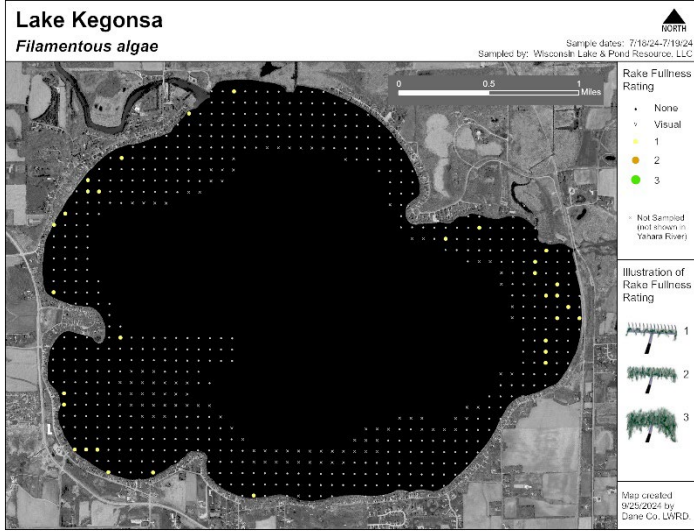 Lake Kegonsa
Filamentous algae
NORTH
Sample dates: 7/18/24-7/19/24
Sampled by: Wisconsin Lake & Pond Resource, LLC
0 0.5 1
Miles
Rake Fullness
Rating
None
Visual
1
2
3
Not Sampled
(not shown in
Yahara River)
Illustration of
Rake Fullness
Rating
1
2
3
Map created
9/25/2024 by
Dane Co. LWRD